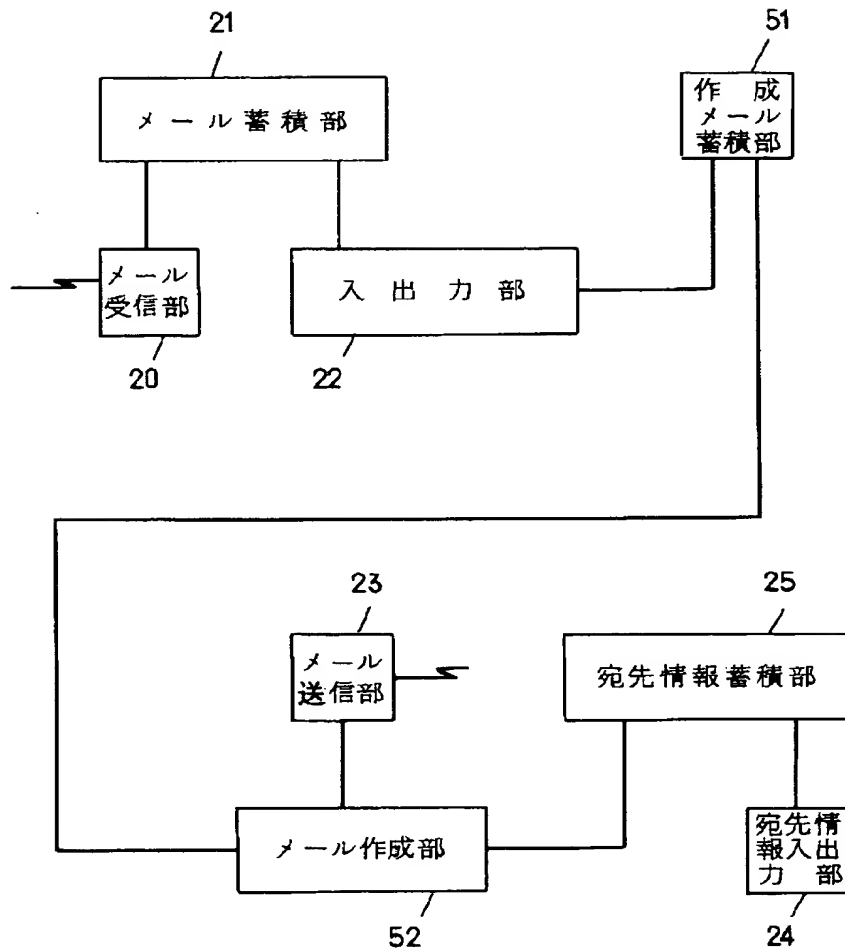 21
メール蓄積部
51
作成
メール
蓄積部
メール
受信部
20
入出力部
22
23
メール
送信部
25
宛先情報蓄積部
メール作成部
52
宛先情
報入出
力部
24